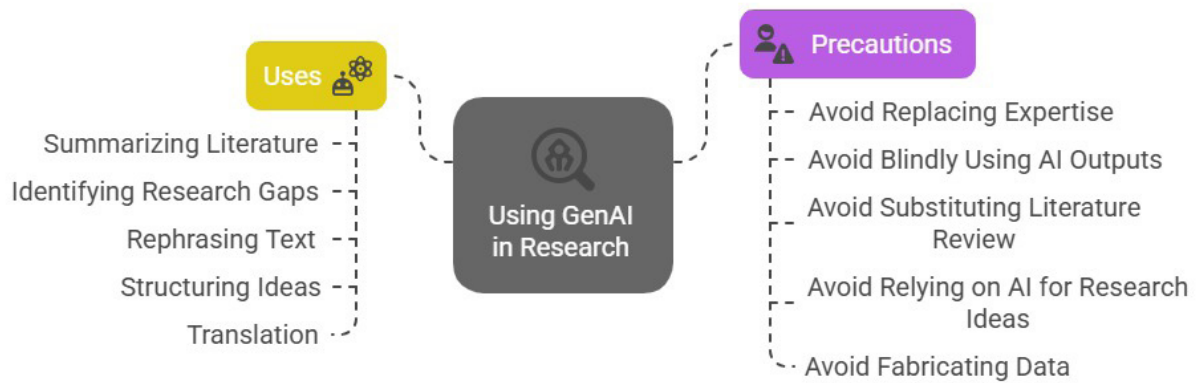 Uses
Summarizing Literature
Identifying Research Gaps
Rephrasing Text
Structuring Ideas
Translation
Using GenAI
in Research
Precautions
Avoid Replacing Expertise
Avoid Blindly Using AI Outputs
Avoid Substituting Literature
Review
Avoid Relying on AI for Research
Ideas
Avoid Fabricating Data